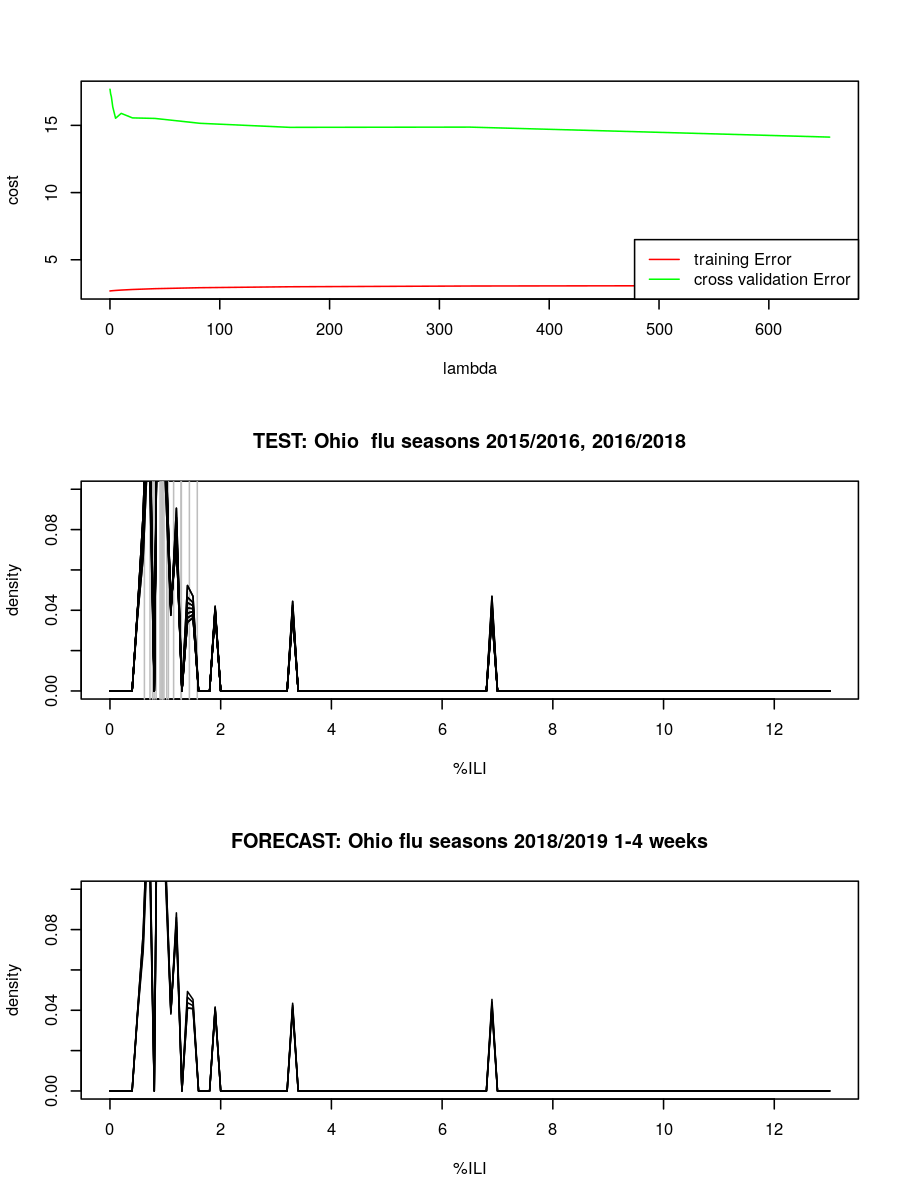 cost
15
10
5
training Error
cross validation Error
0 100 200 300 400 500 600
lambda
TEST: Ohio  flu seasons 2015/2016, 2016/2018
density
0.08
0.04
0.00
0 2 4 6 8 10 12
%ILI
FORECAST: Ohio flu seasons 2018/2019 1-4 weeks
density
0.08
0.04
0.00
0 2 4 6 8 10 12
%ILI